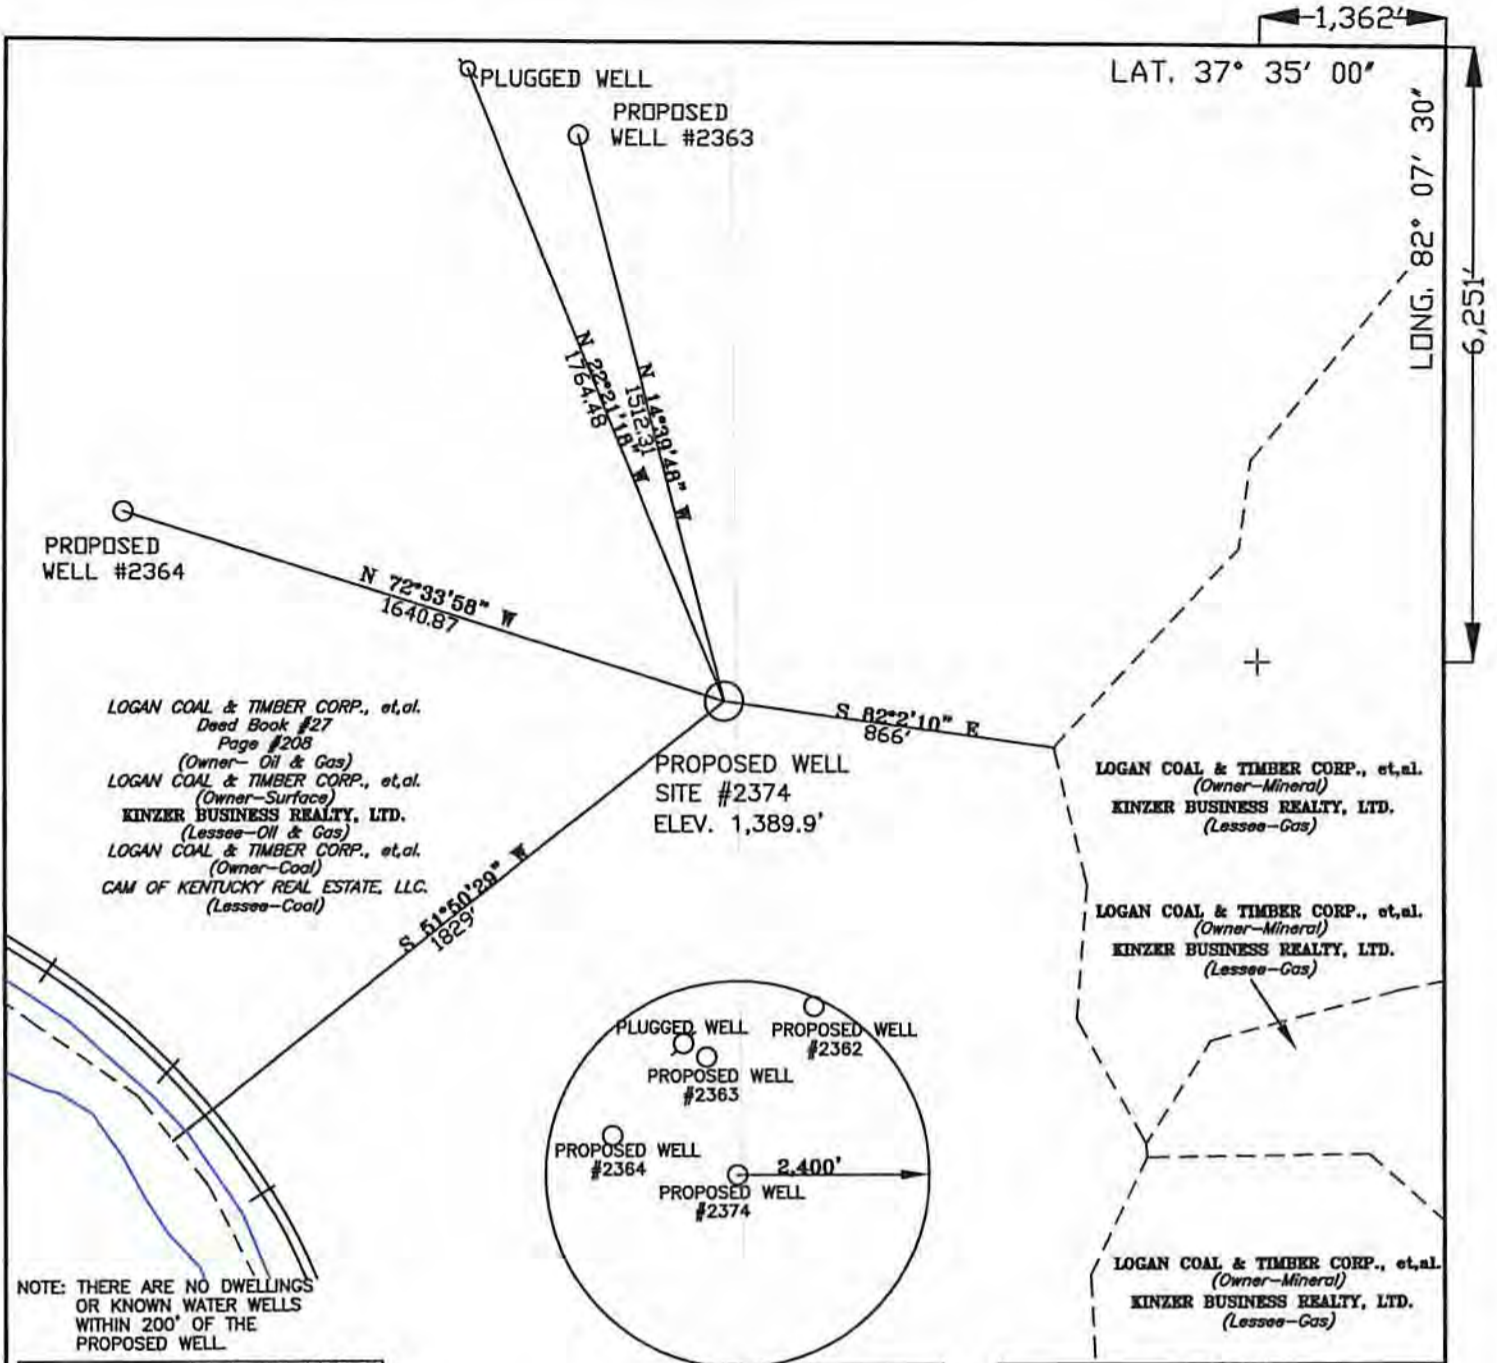 1,362'
LAT. 37° 35' 00"
LONG. 82° 07' 30"
6,251'
PLUGGED WELL
PROPOSED
WELL #2363
N 22°21'18" W
1764.48
N 14°39'48" W
1512.31
PROPOSED
WELL #2364
N 72°33'58" W
1640.87
S 82°2'10" E
866'
PROPOSED WELL
SITE #2374
ELEV. 1,389.9'
LOGAN COAL & TIMBER CORP., et,al.
Deed Book #27
Page #208
(Owner- Oil & Gas)
LOGAN COAL & TIMBER CORP., et,al.
(Owner-Surface)
KINZER BUSINESS REALTY, LTD.
(Lessee-Oil & Gas)
LOGAN COAL & TIMBER CORP., et,al.
(Owner-Coal)
CAM OF KENTUCKY REAL ESTATE, LLC.
(Lessee-Coal)
S 51°50'29" W
1829'
LOGAN COAL & TIMBER CORP., et,al.
(Owner-Mineral)
KINZER BUSINESS REALTY, LTD.
(Lessee-Gas)
LOGAN COAL & TIMBER CORP., et,al.
(Owner-Mineral)
KINZER BUSINESS REALTY, LTD.
(Lessee-Gas)
PLUGGED WELL
PROPOSED WELL
#2362
PROPOSED WELL
#2363
PROPOSED WELL
#2364
2,400'
PROPOSED WELL
#2374
LOGAN COAL & TIMBER CORP., et,al.
(Owner-Mineral)
KINZER BUSINESS REALTY, LTD.
(Lessee-Gas)
NOTE: THERE ARE NO DWELLINGS
OR KNOWN WATER WELLS
WITHIN 200' OF THE
PROPOSED WELL.